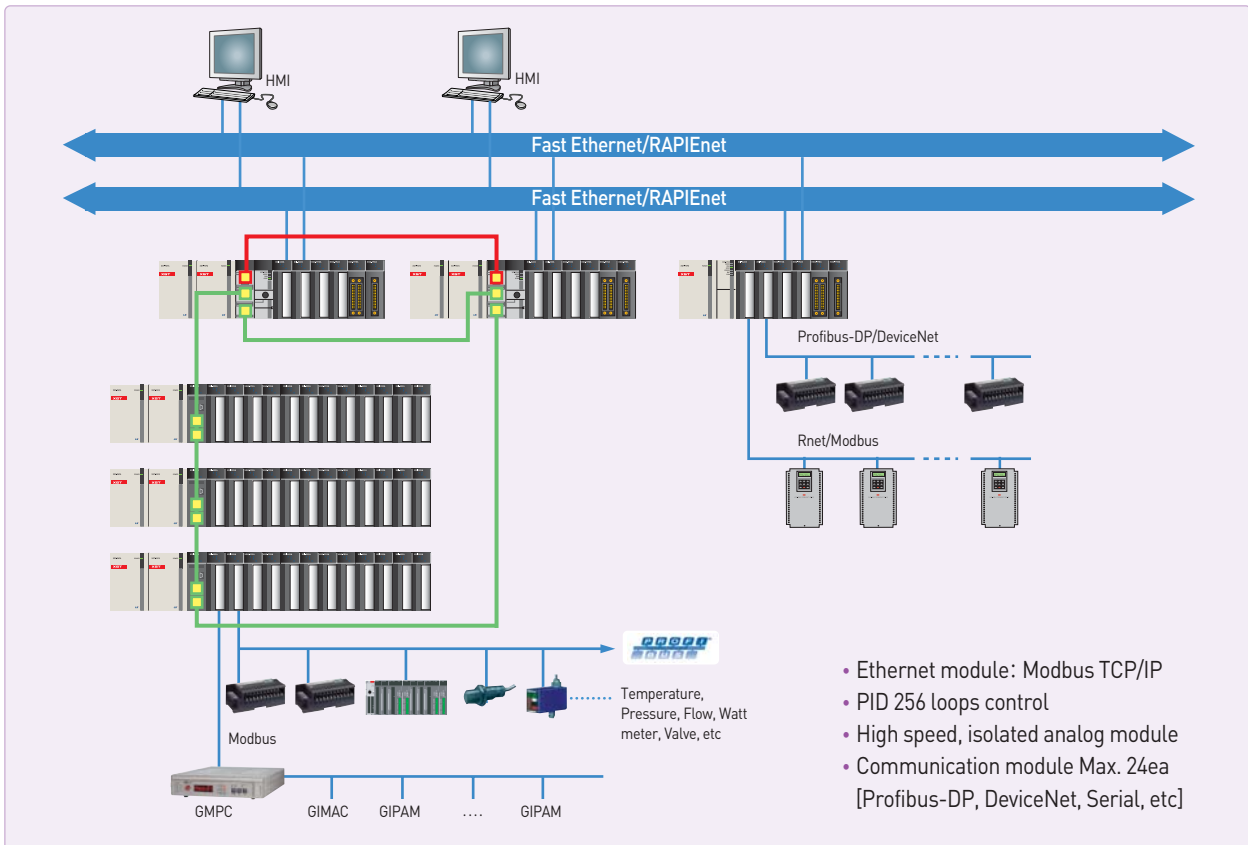 HMI
HMI
Fast Ethernet/RAPIEnet
Fast Ethernet/RAPIEnet
Profibus-DP/DeviceNet
Rnet/Modbus
PROFI
BUS
Temperature,
Pressure, Flow, Watt
meter, Valve, etc
Modbus
GMPC
GIMAC
GIPAM
....
GIPAM
• Ethernet module: Modbus TCP/IP
• PID 256 loops control
• High speed, isolated analog module
• Communication module Max. 24ea
[Profibus-DP, DeviceNet, Serial, etc]